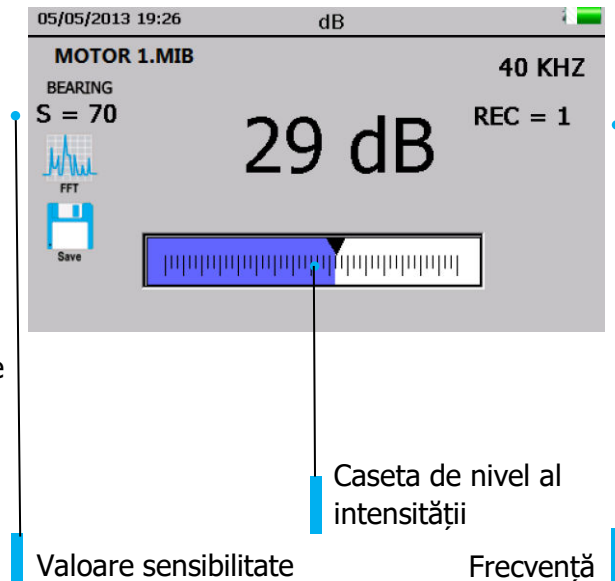 05/05/2013 19:26 dB
MOTOR 1.MIB
40 KHZ
BEARING
S = 70
29 dB
REC = 1
FFT
Save
e
Caseta de nivel al
intensității
Valoare sensibilitate
Frecvență